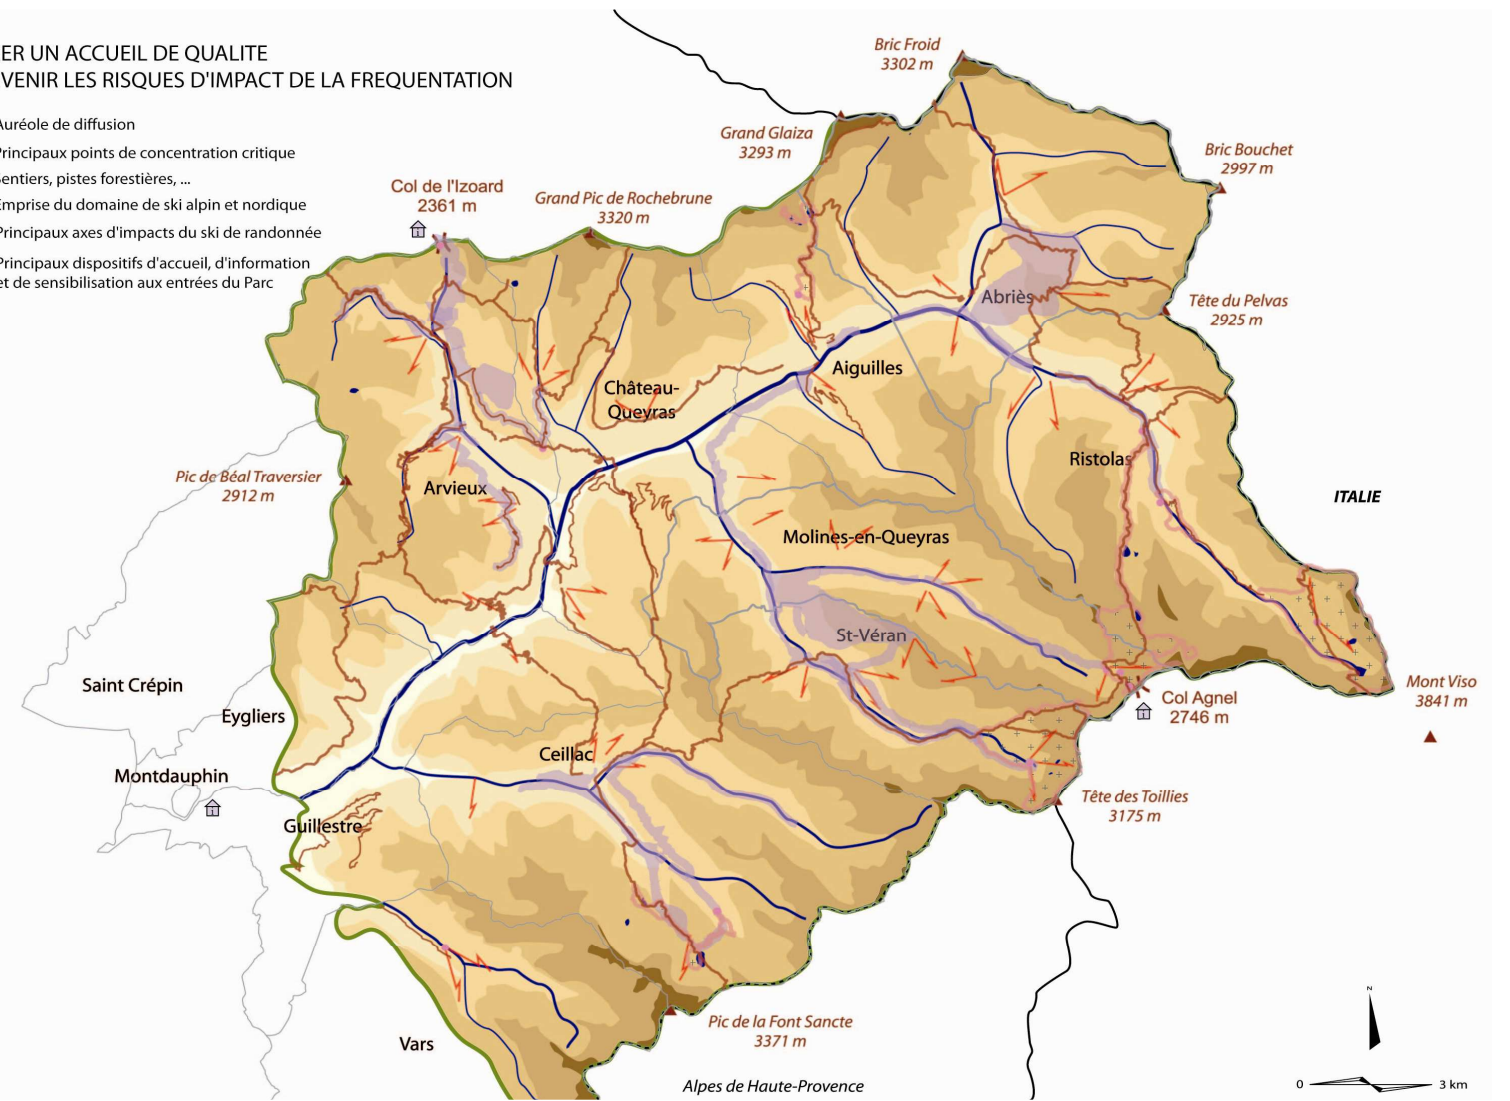 ER UN ACCUEIL DE QUALITE
VENIR LES RISQUES D'IMPACT DE LA FREQUENTATION
Auréole de diffusion
Principaux points de concentration critique
entiers, pistes forestières, ...
Emprise du domaine de ski alpin et nordique
Principaux axes d'impacts du ski de randonnée
Principaux dispositifs d'accueil, d'information
et de sensibilisation aux entrées du Parc
Bric Froid
3302 m
Grand Glaiza
3293 m
Bric Bouchet
2997 m
Col de l'Izoard
2361 m
Grand Pic de Rochebrune
3320 m
Abriès
Tête du Pelvas
2925 m
Aiguilles
Château-
Queyras
Ristolas
Pic de Béal Traversier
2912 m
Arvieux
ITALIE
Molines-en-Queyras
St-Véran
Saint Crépin
Eygliers
Col Agnel
2746 m
Mont Viso
3841 m
Ceillac
Montdauphin
Tête des Toillies
3175 m
Guillestre
Pic de la Font Sancte
3371 m
Vars
Alpes de Haute-Provence
N
0 3 km